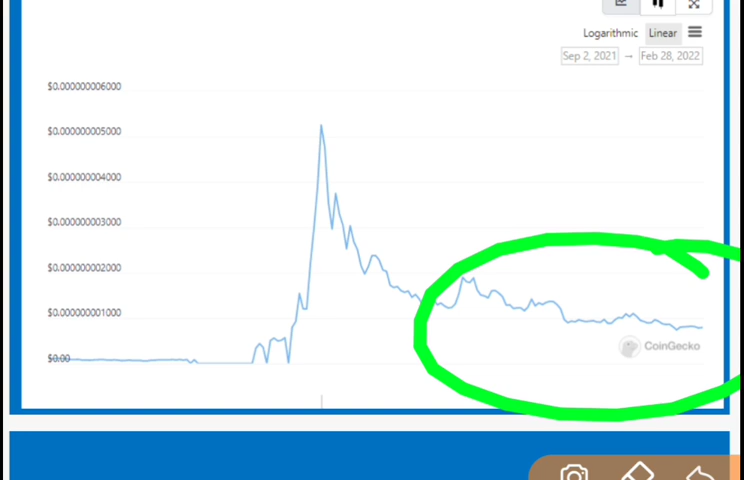 Logarithmic Linear
Sep 2, 2021 → Feb 28, 2022
$0.000000006000
$0.000000005000
$0.000000004000
$0.000000003000
$0.000000002000
$0.000000001000
$0.00
CoinGecko